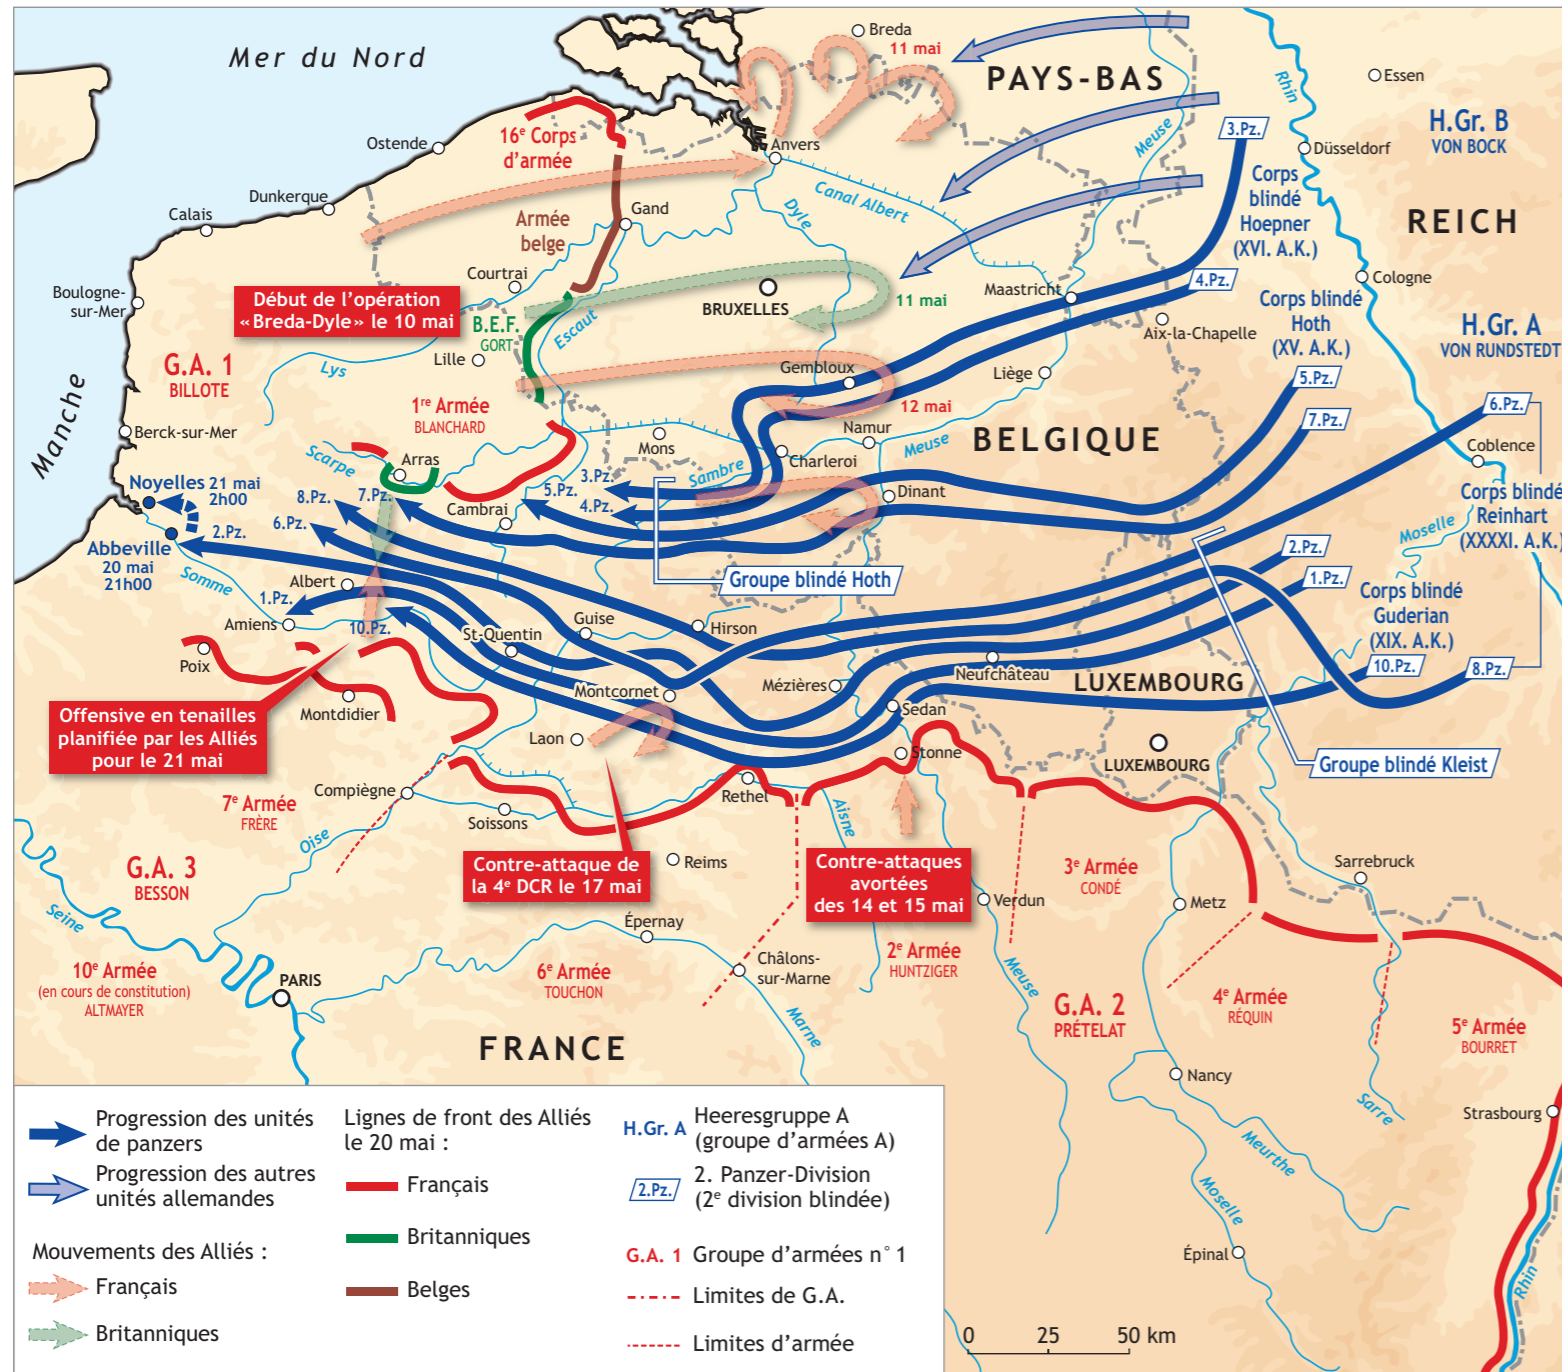 Mer du Nord
Breda
11 mai
PAYS-BAS
Rhin
Essen
H.Gr. B
VON BOCK
3.Pz.
Düsseldorf
Meuse
16e Corps
d'armée
Ostende
Anvers
Corps
blindé
Hoepner
(XVI. A.K.)
REICH
Dunkerque
Calais
Canal Albert
Dyle
Gand
Armée
belge
Courtrai
Cologne
Boulogne-
sur-Mer
Début de l'opération
«Breda-Dyle» le 10 mai
BRUXELLES
11 mai
Maastricht
4.Pz.
Corps blindé
Hoth
(XV. A.K.)
H.Gr. A
VON RUNDSTEDT
B.E.F.
GORT
Escaut
Aix-la-Chapelle
Lille
Lys
G.A. 1
BILLOTE
Gembloux
Liège
5.Pz.
6.Pz.
7.Pz.
Manche
1re Armée
BLANCHARD
12 mai
Berck-sur-Mer
Mons
Namur
Meuse
BELGIQUE
Coblence
Scarpe
Arras
Sambre
Charleroi
Noyelles
21 mai
2h00
8.Pz.
7.Pz.
5.Pz.
3.Pz.
4.Pz.
Dinant
Corps blindé
Reinhart
(XXXXI. A.K.)
Moselle
6.Pz.
Cambrai
2.Pz.
Abbeville
20 mai
21h00
2.Pz.
Somme
Albert
Groupe blindé Hoth
1.Pz.
1.Pz.
Corps blindé
Guderian
(XIX. A.K.)
Amiens
10.Pz.
St-Quentin
Guise
Hirson
Poix
Neufchâteau
10.Pz.
8.Pz.
Montcornet
Mézières
LUXEMBOURG
Montdidier
Sedan
Offensive en tenailles
planifiée par les Alliés
pour le 21 mai
Laon
Stonne
LUXEMBOURG
Groupe blindé Kleist
Compiègne
7e Armée
FRÈRE
Soissons
Rethel
Aisne
Oise
Reims
Contre-attaque de
la 4e DCR le 17 mai
Contre-attaques
avortées
des 14 et 15 mai
3e Armée
CONDÉ
Sarrebruck
G.A. 3
BESSON
Verdun
Metz
Seine
Épernay
2e Armée
HUNTZIGER
10e Armée
(en cours de constitution)
ALTMAYER
PARIS
6e Armée
TOUCHON
Châlons-
sur-Marne
Meuse
G.A. 2
PRÉTELAT
4e Armée
RÉQUIN
5e Armée
BOURRET
FRANCE
Marne
Nancy
Sarre
Strasbourg
Meurthe
Moselle
Épinal
Rhin
Progression des unités
de panzers
Progression des autres
unités allemandes
Mouvements des Alliés :
Français
Britanniques
Lignes de front des Alliés
le 20 mai :
Français
Britanniques
Belges
H.Gr. A
Heeresgruppe A
(groupe d'armées A)
2.Pz.
2. Panzer-Division
(2e division blindée)
G.A. 1
Groupe d'armées n° 1
Limites de G.A.
Limites d'armée
0 25 50 km